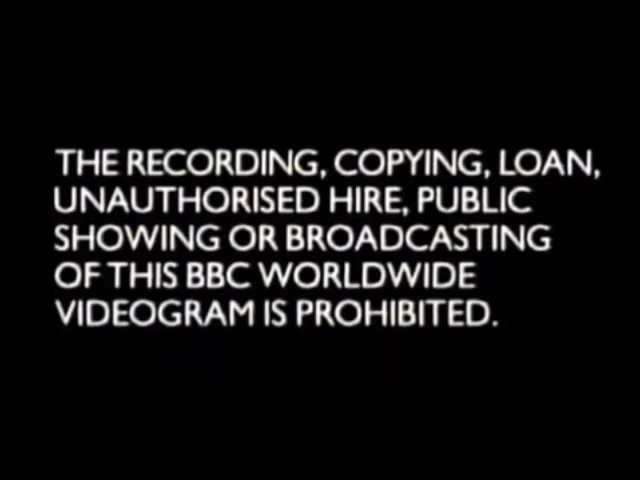 THE RECORDING, COPYING, LOAN,
UNAUTHORISED HIRE, PUBLIC
SHOWING OR BROADCASTING
OF THIS BBC WORLDWIDE
VIDEOGRAM IS PROHIBITED.